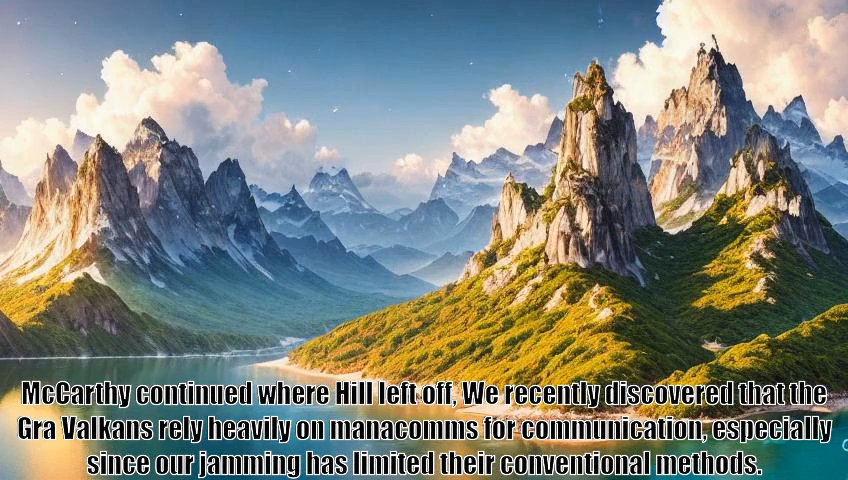 McCarthy continued where Hill left off, We recently discovered that the
Gra Valkans rely heavily on manacomms for communication, especially
since our jamming has limited their conventional methods.